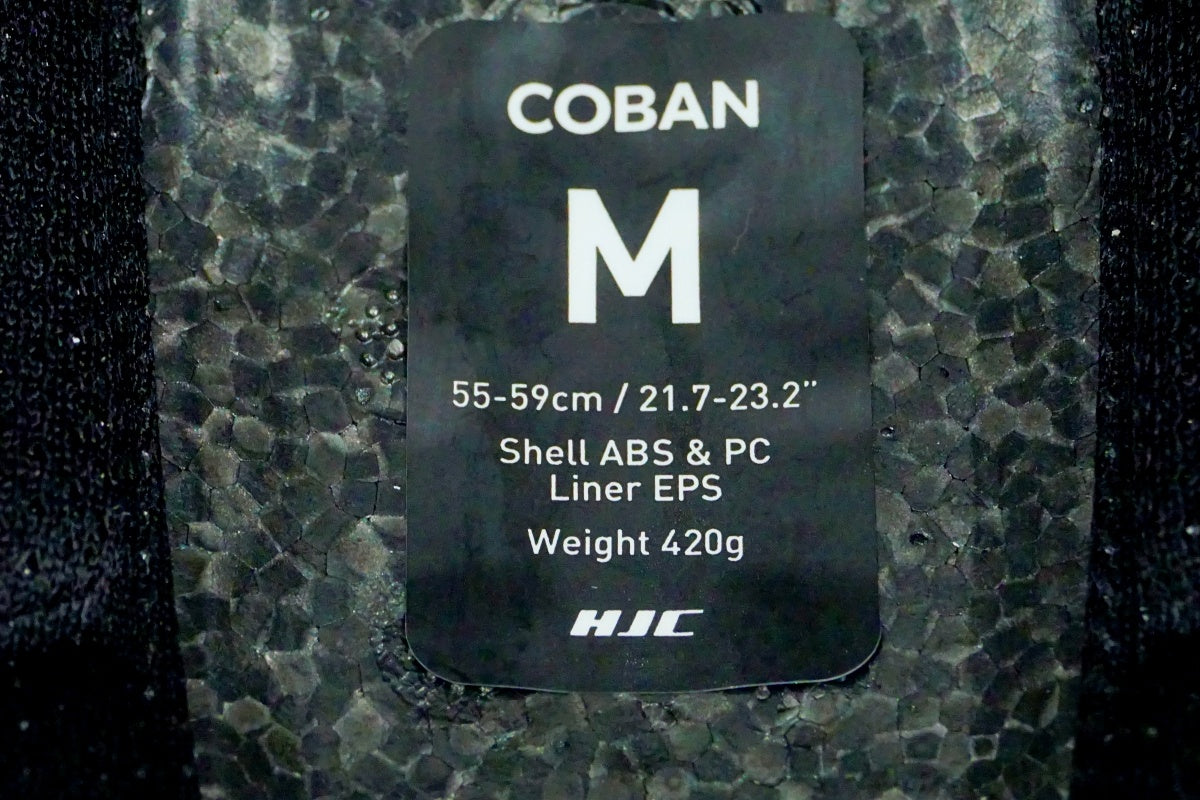 COBAN
M
55-59cm / 21.7-23.2"
Shell ABS & PC
Liner EPS
Weight 420g
HJC